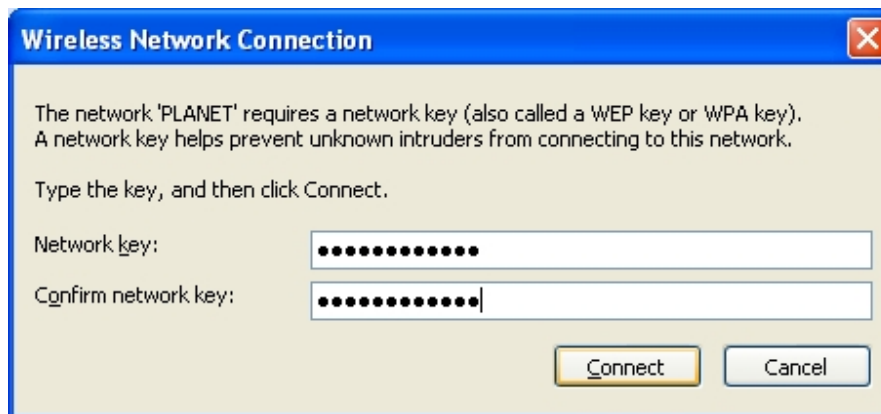 Wireless Network Connection
The network 'PLANET' requires a network key (also called a WEP key or WPA key).
A network key helps prevent unknown intruders from connecting to this network.
Type the key, and then click Connect.
Network key: ••••••••••••
Confirm network key: ••••••••••••
Connect Cancel